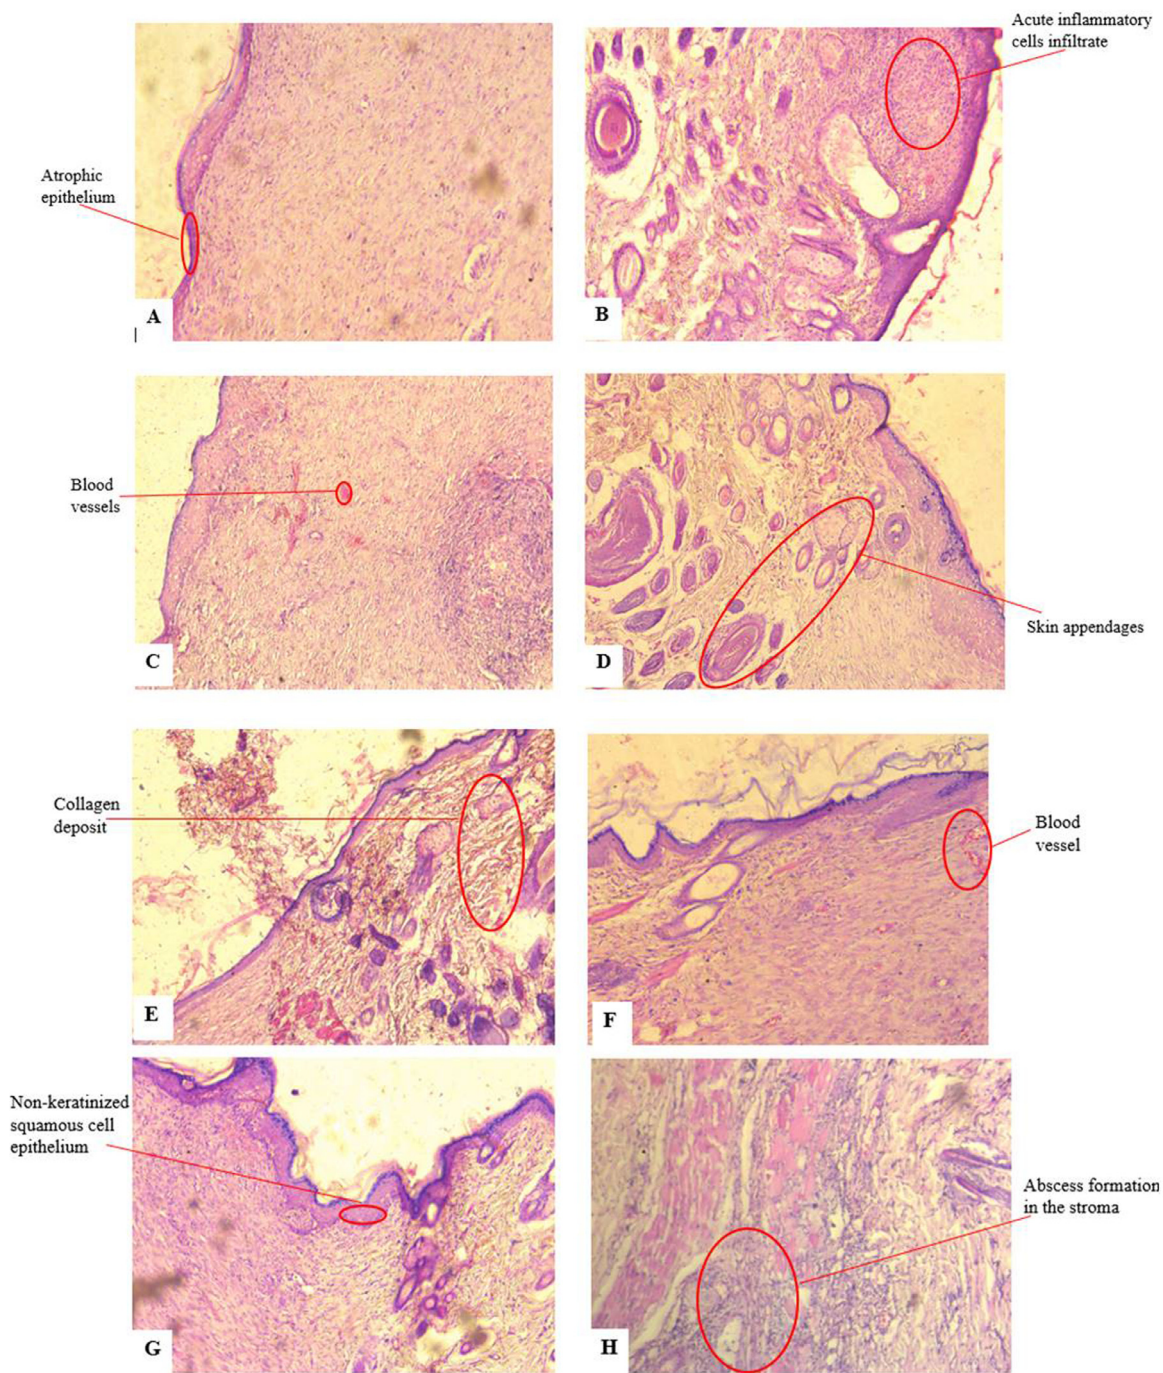 Acute inflammatory
cells infiltrate
Atrophic
epithelium
A
B
Blood
vessels
C
D
Skin appendages
Collagen
deposit
E
F
Blood
vessel
Non-keratinized
squamous cell
epithelium
G
H
Abscess formation
in the stroma